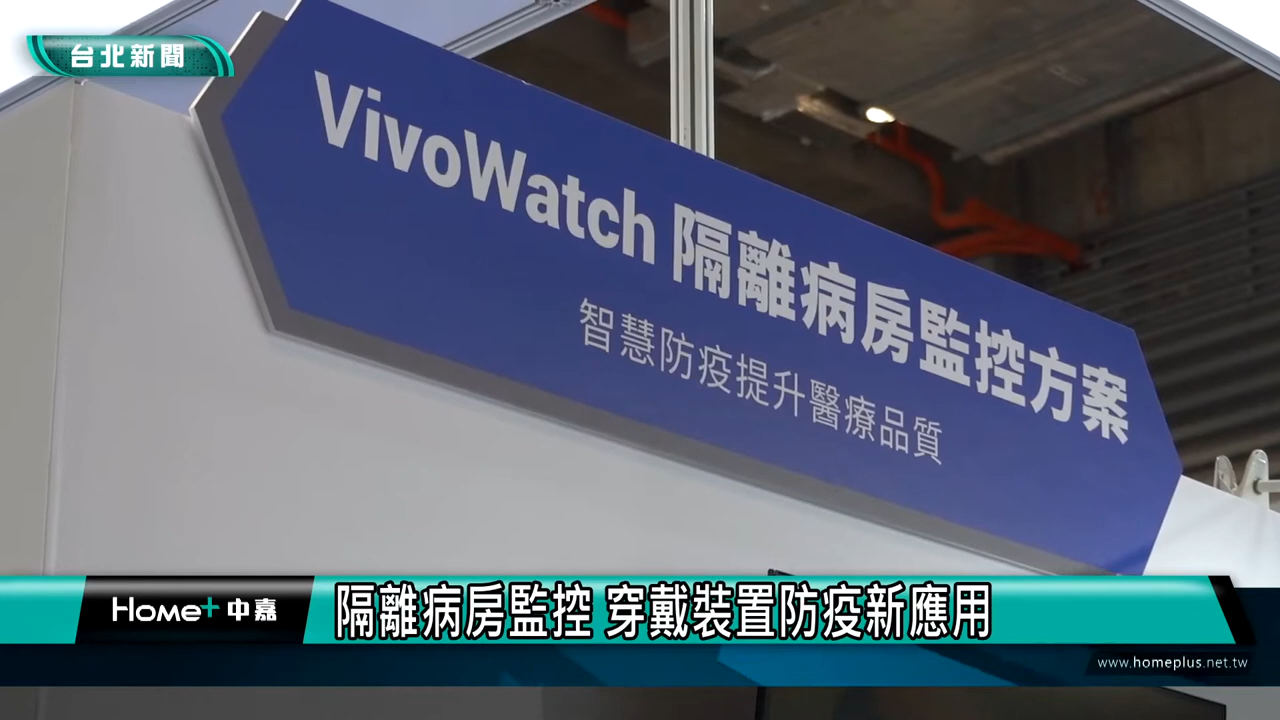 台北新聞
VivoWatch 隔離病房監控方案
智慧防疫提升醫療品質
Home+ 中嘉
隔離病房監控 穿戴裝置防疫新應用
www.homeplus.net.tw